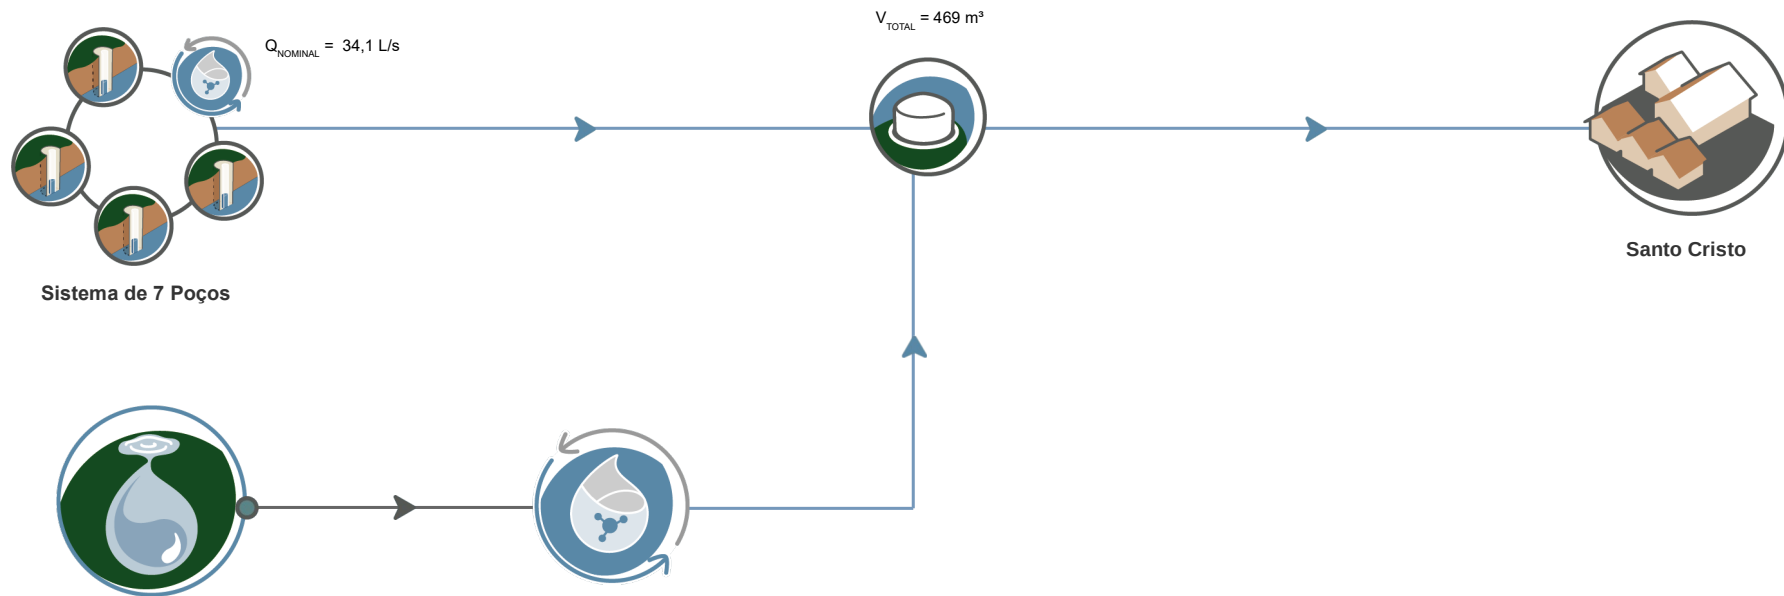 V_TOTAL = 469 m³
Q_NOMINAL = 34,1 L/s
Santo Cristo
Sistema de 7 Poços